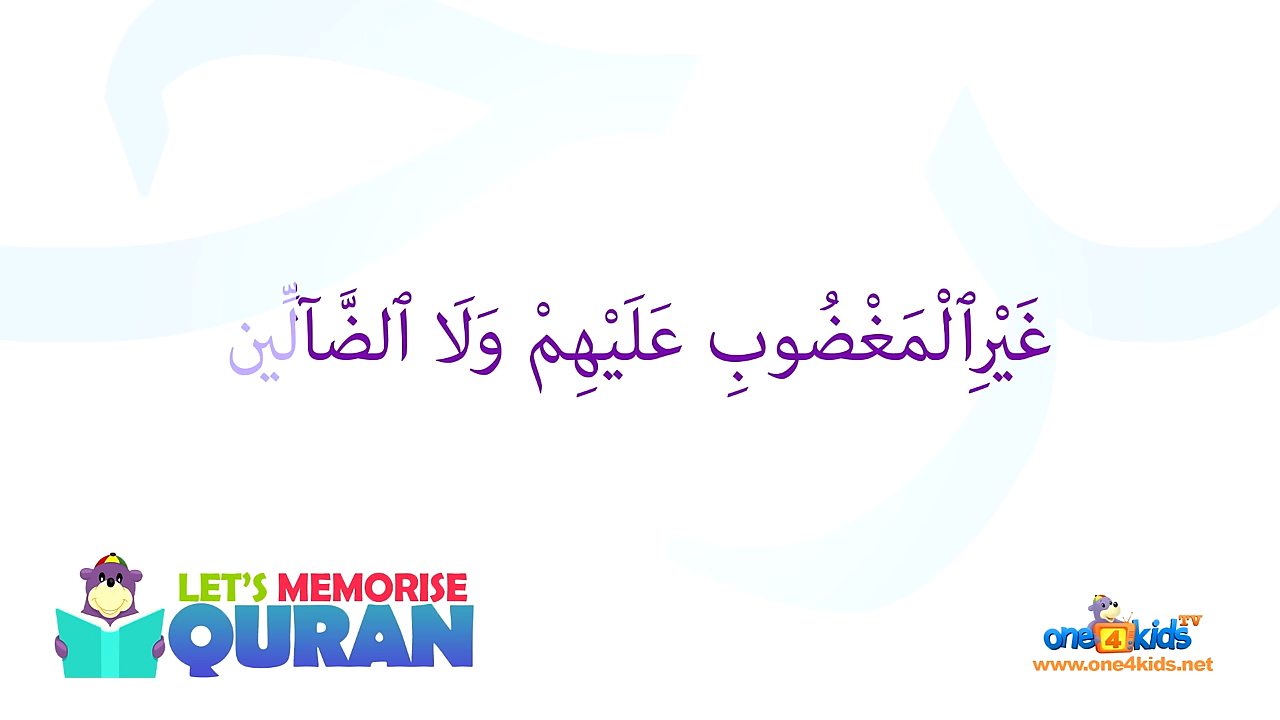 غَيْرِٱلْمَغْضُوبِ عَلَيْهِمْ وَلَا ٱلضَّآلِّين
LET'S MEMORISE
QURAN
one4kids TV
www.one4kids.net